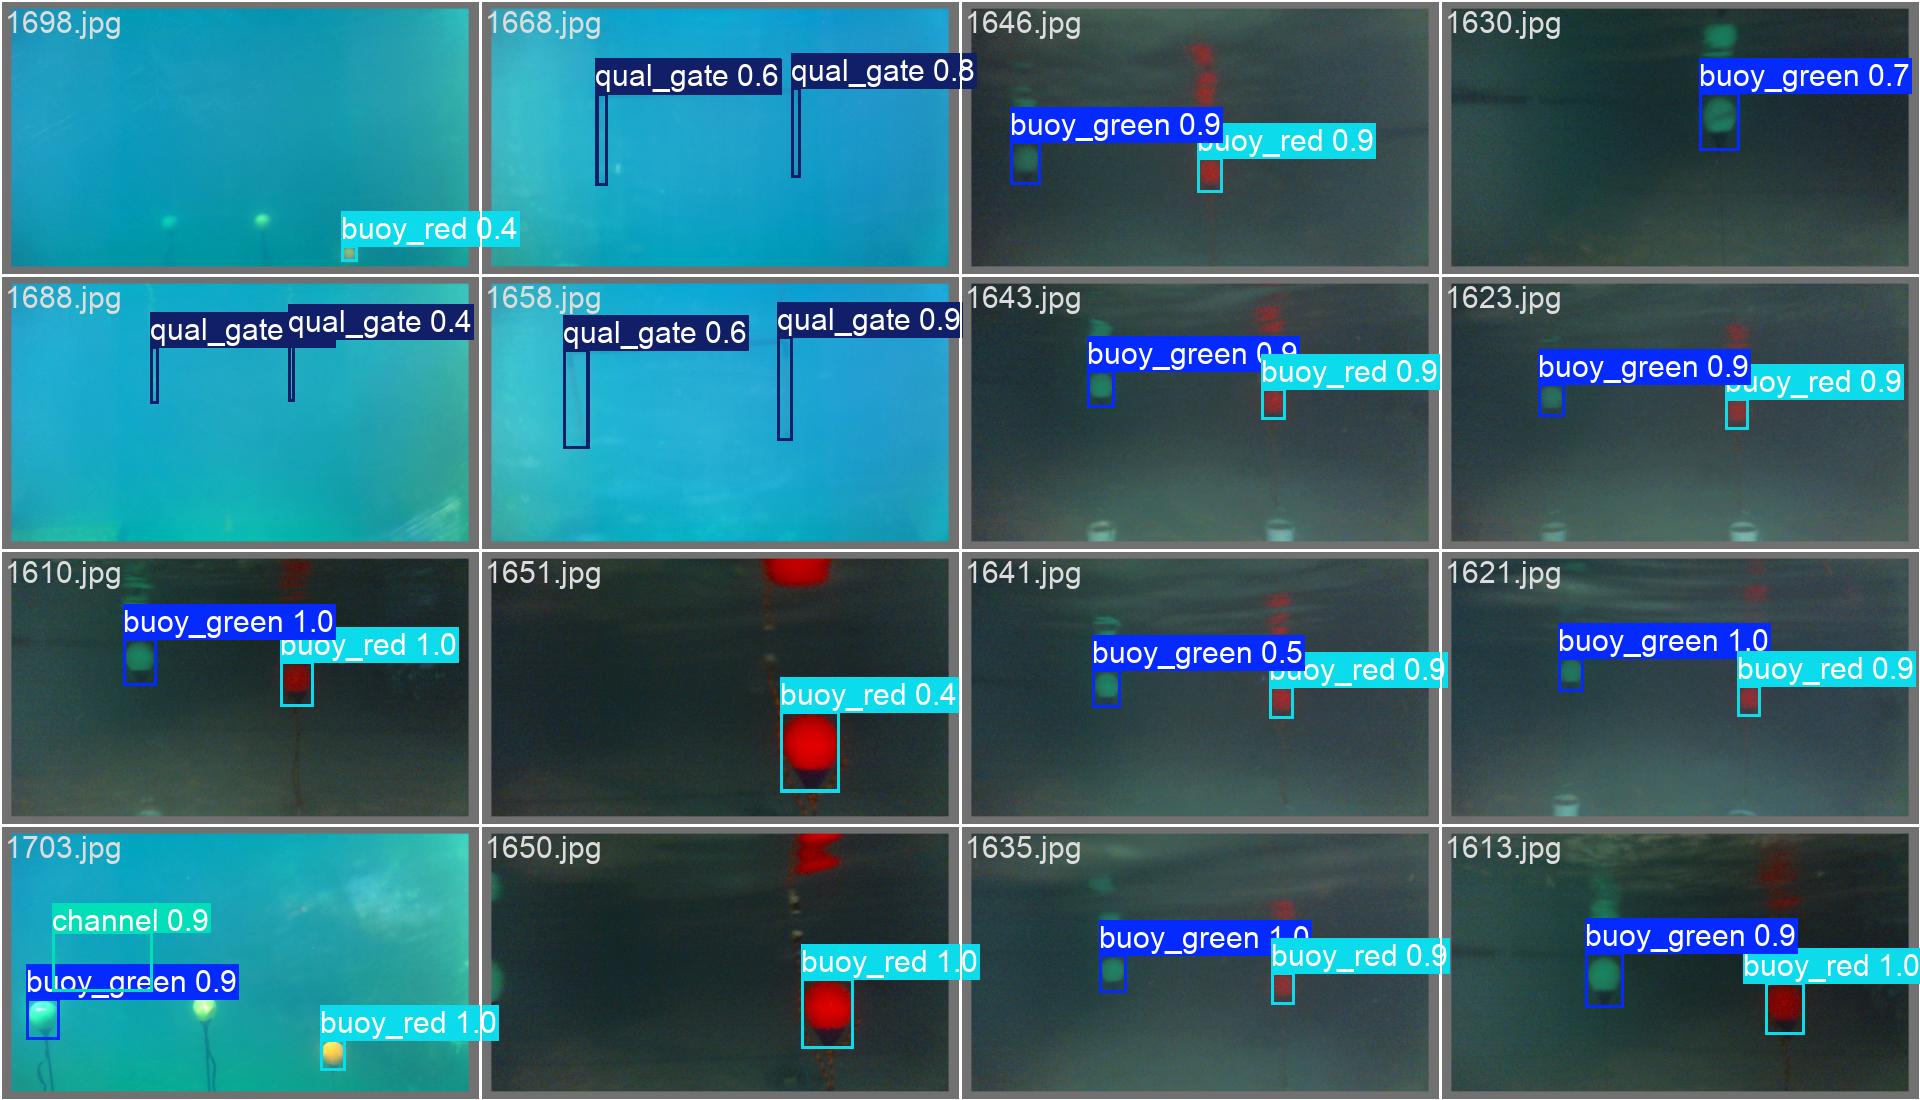 1698.jpg
buoy_red 0.4
1668.jpg
qual_gate 0.6
qual_gate 0.8
1646.jpg
buoy_green 0.9
buoy_red 0.9
1630.jpg
buoy_green 0.7
1688.jpg
qual_gate
qual_gate 0.4
1658.jpg
qual_gate 0.6
qual_gate 0.9
1643.jpg
buoy_green 0.9
buoy_red 0.9
1623.jpg
buoy_green 0.9
buoy_red 0.9
1610.jpg
buoy_green 1.0
buoy_red 1.0
1651.jpg
buoy_red 0.4
1641.jpg
buoy_green 0.5
buoy_red 0.9
1621.jpg
buoy_green 1.0
buoy_red 0.9
1703.jpg
channel 0.9
buoy_green 0.9
buoy_red 1.0
1650.jpg
buoy_red 1.0
1635.jpg
buoy_green 1.0
buoy_red 0.9
1613.jpg
buoy_green 0.9
buoy_red 1.0